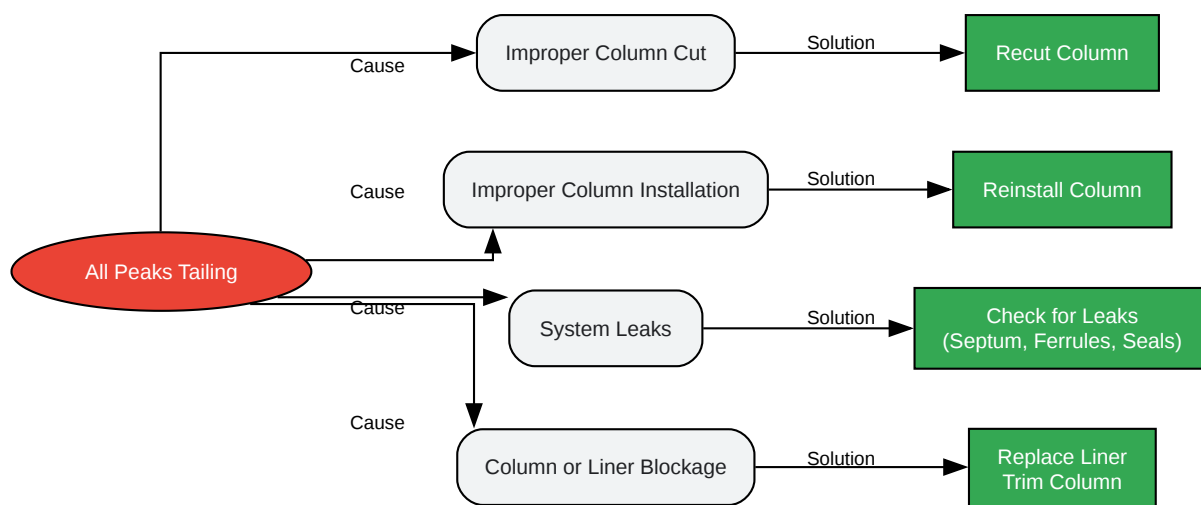 Improper Column Cut
Solution
Recut Column
Cause
Improper Column Installation
Solution
Reinstall Column
Cause
All Peaks Tailing
Cause
System Leaks
Solution
Check for Leaks
(Septum, Ferrules, Seals)
Cause
Column or Liner Blockage
Solution
Replace Liner
Trim Column